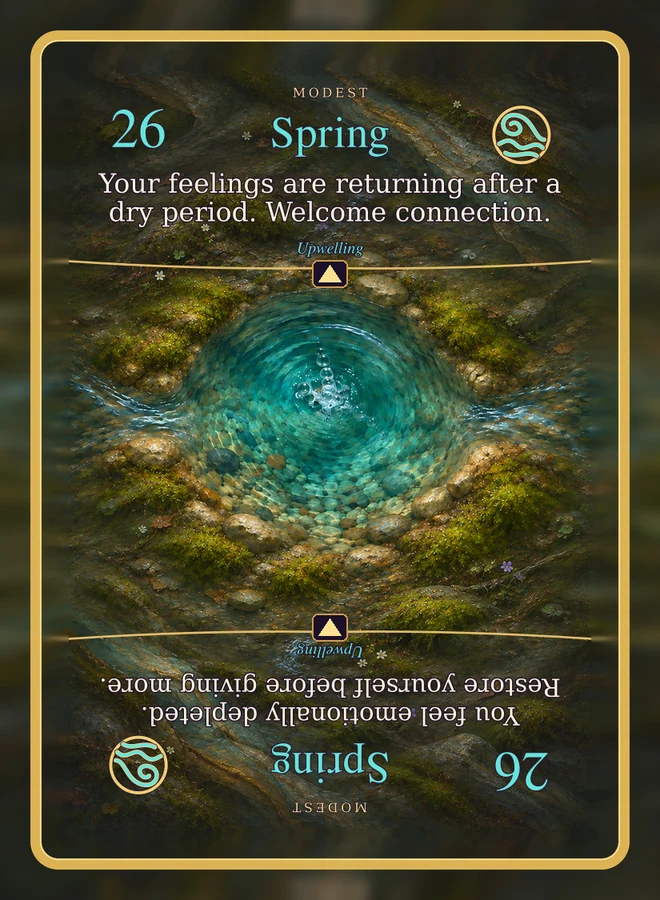 MODEST
26 Spring
Your feelings are returning after a
dry period. Welcome connection.
Upwelling
Upwelling
Restore yourself before giving more.
You feel emotionally depleted.
Spring 26
MODEST